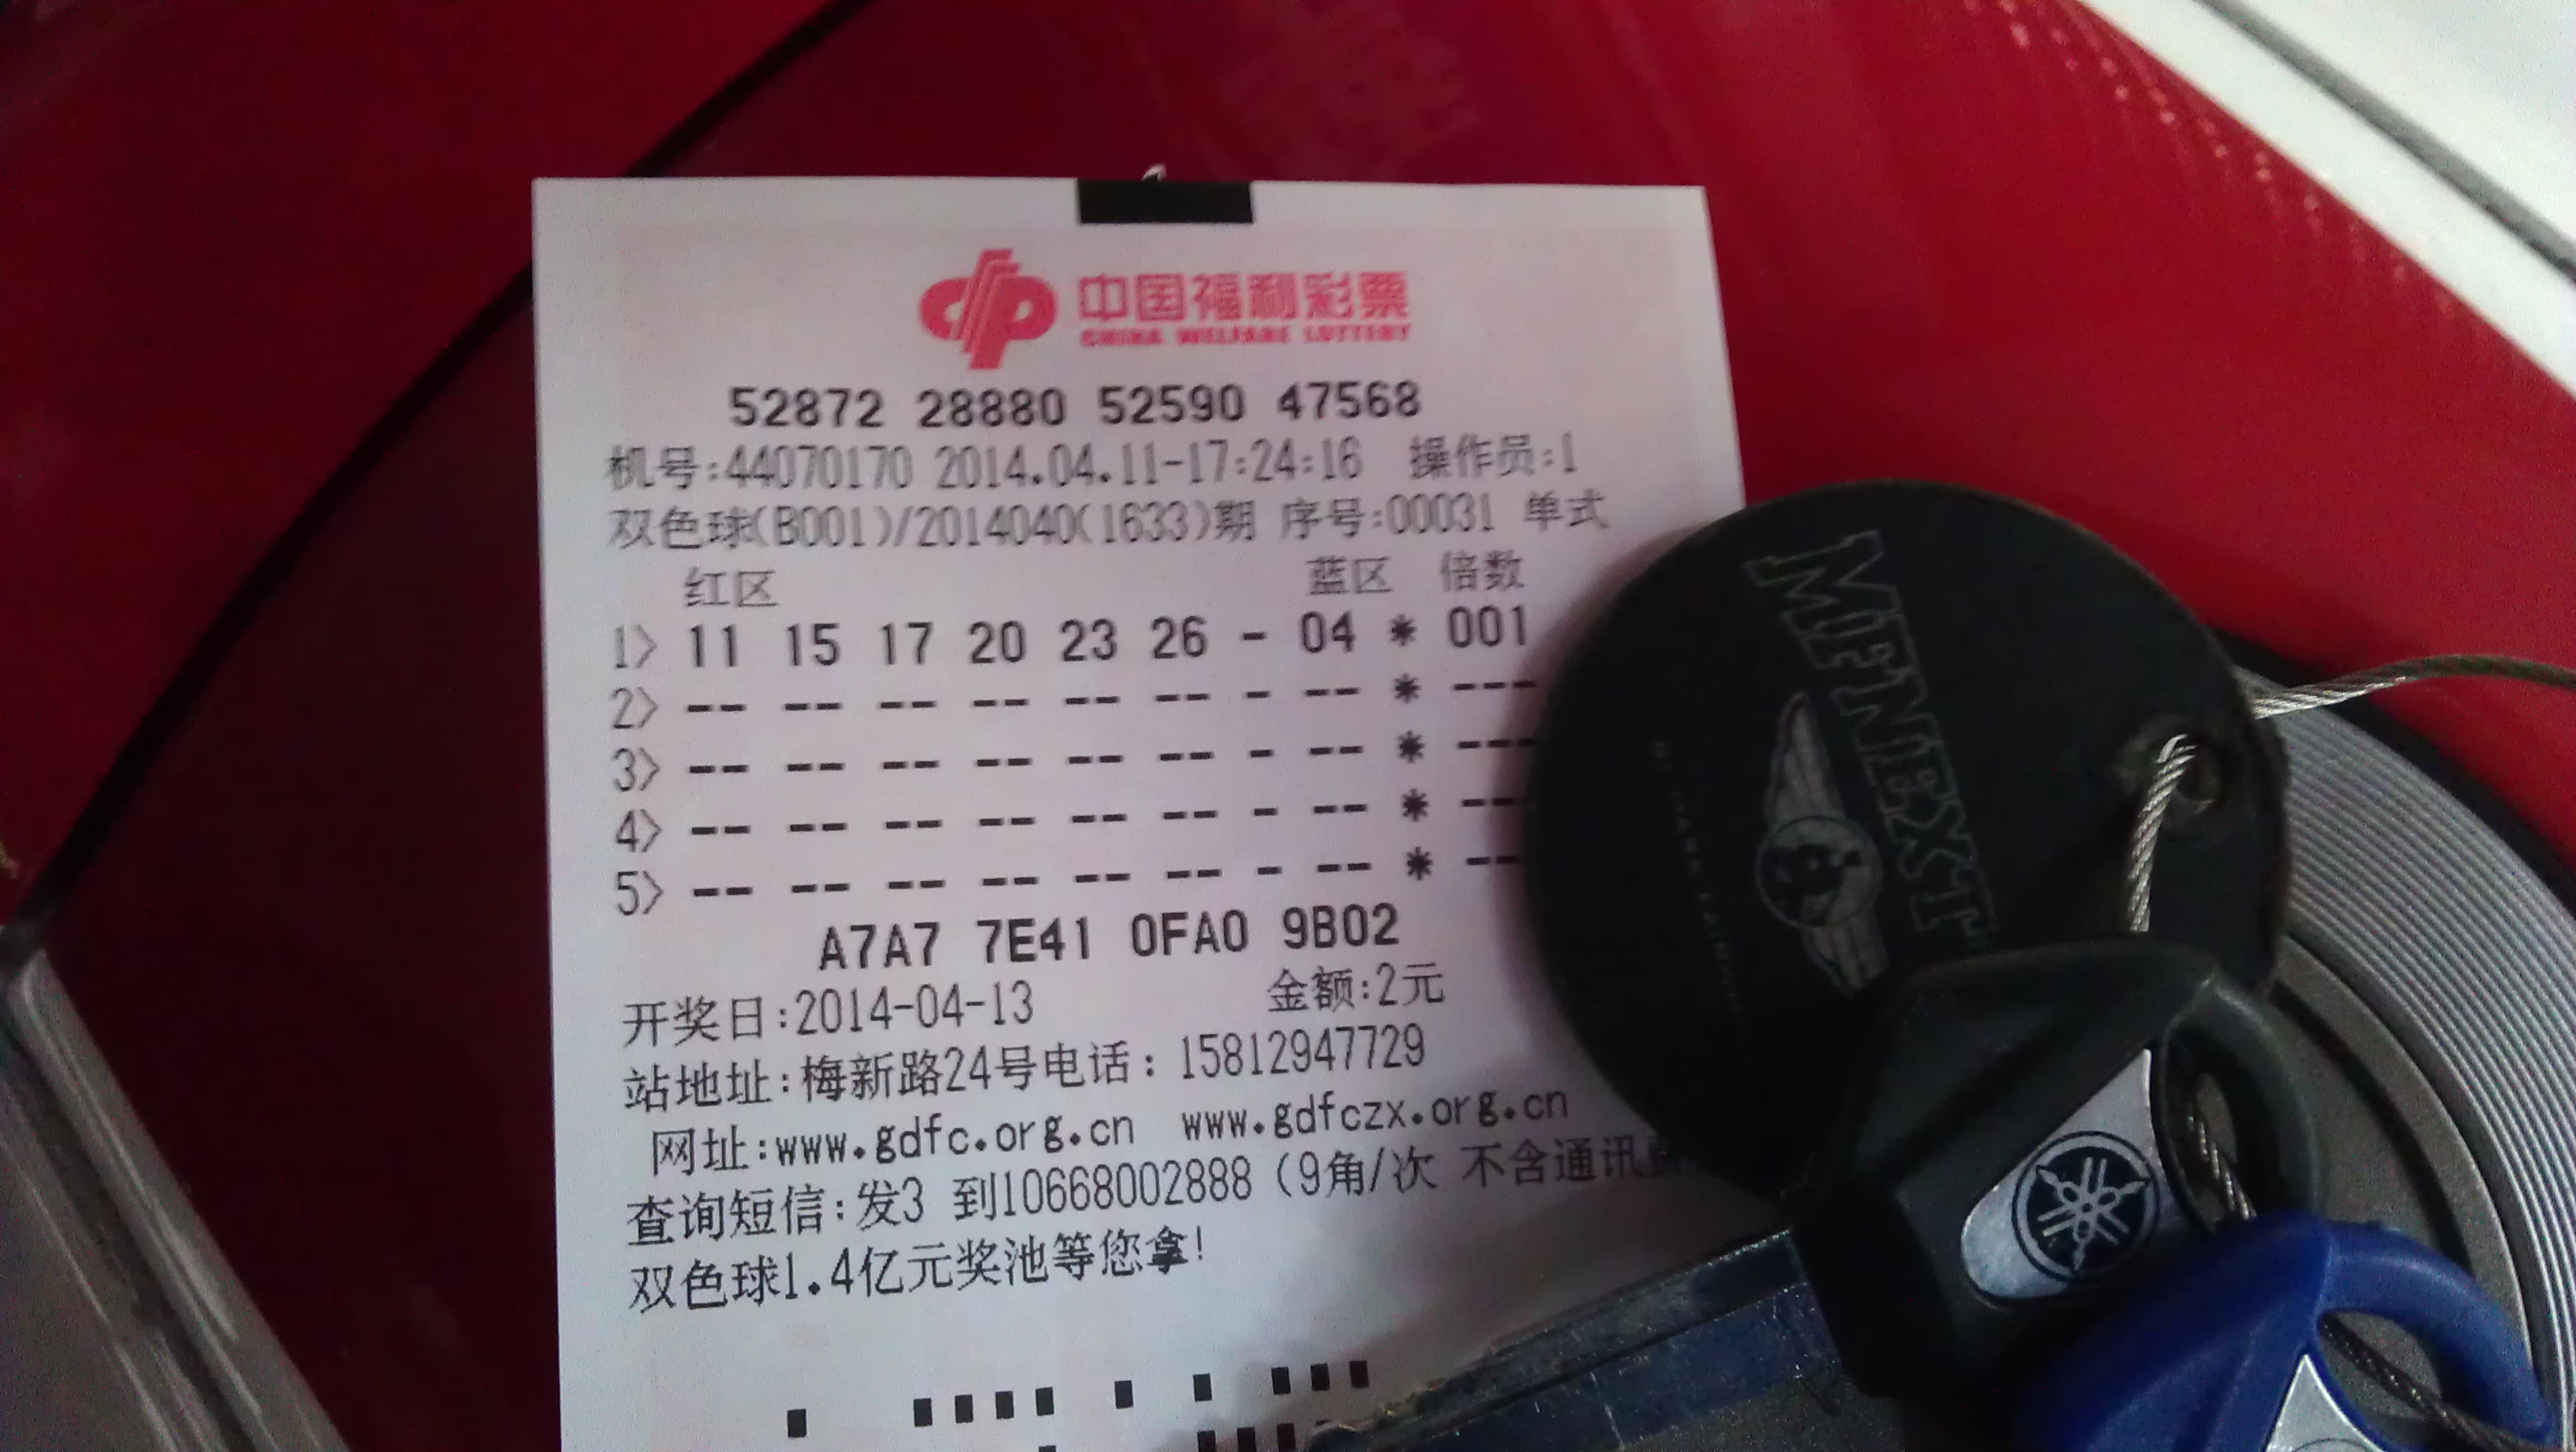 中国福利彩票
CHINA WELFARE LOTTERY
52872 28880 52590 47568
机号:44070170 2014.04.11-17:24:16 操作员:1
双色球(B001)/2014040(1633)期 序号:00031 单式
红区 蓝区 倍数
1> 11 15 17 20 23 26 - 04 * 001
2> -- -- -- -- -- -- - -- * ---
3> -- -- -- -- -- -- - -- * ---
4> -- -- -- -- -- -- - -- * ---
5> -- -- -- -- -- -- - -- * ---
A7A7 7E41 0FA0 9B02
开奖日:2014-04-13 金额:2元
站地址:梅新路24号电话: 15812947729
网址:www.gdfc.org.cn www.gdfczx.org.cn
查询短信:发3 到10668002888 (9角/次 不含通讯费
双色球1.4亿元奖池等您拿!
MFNEXT